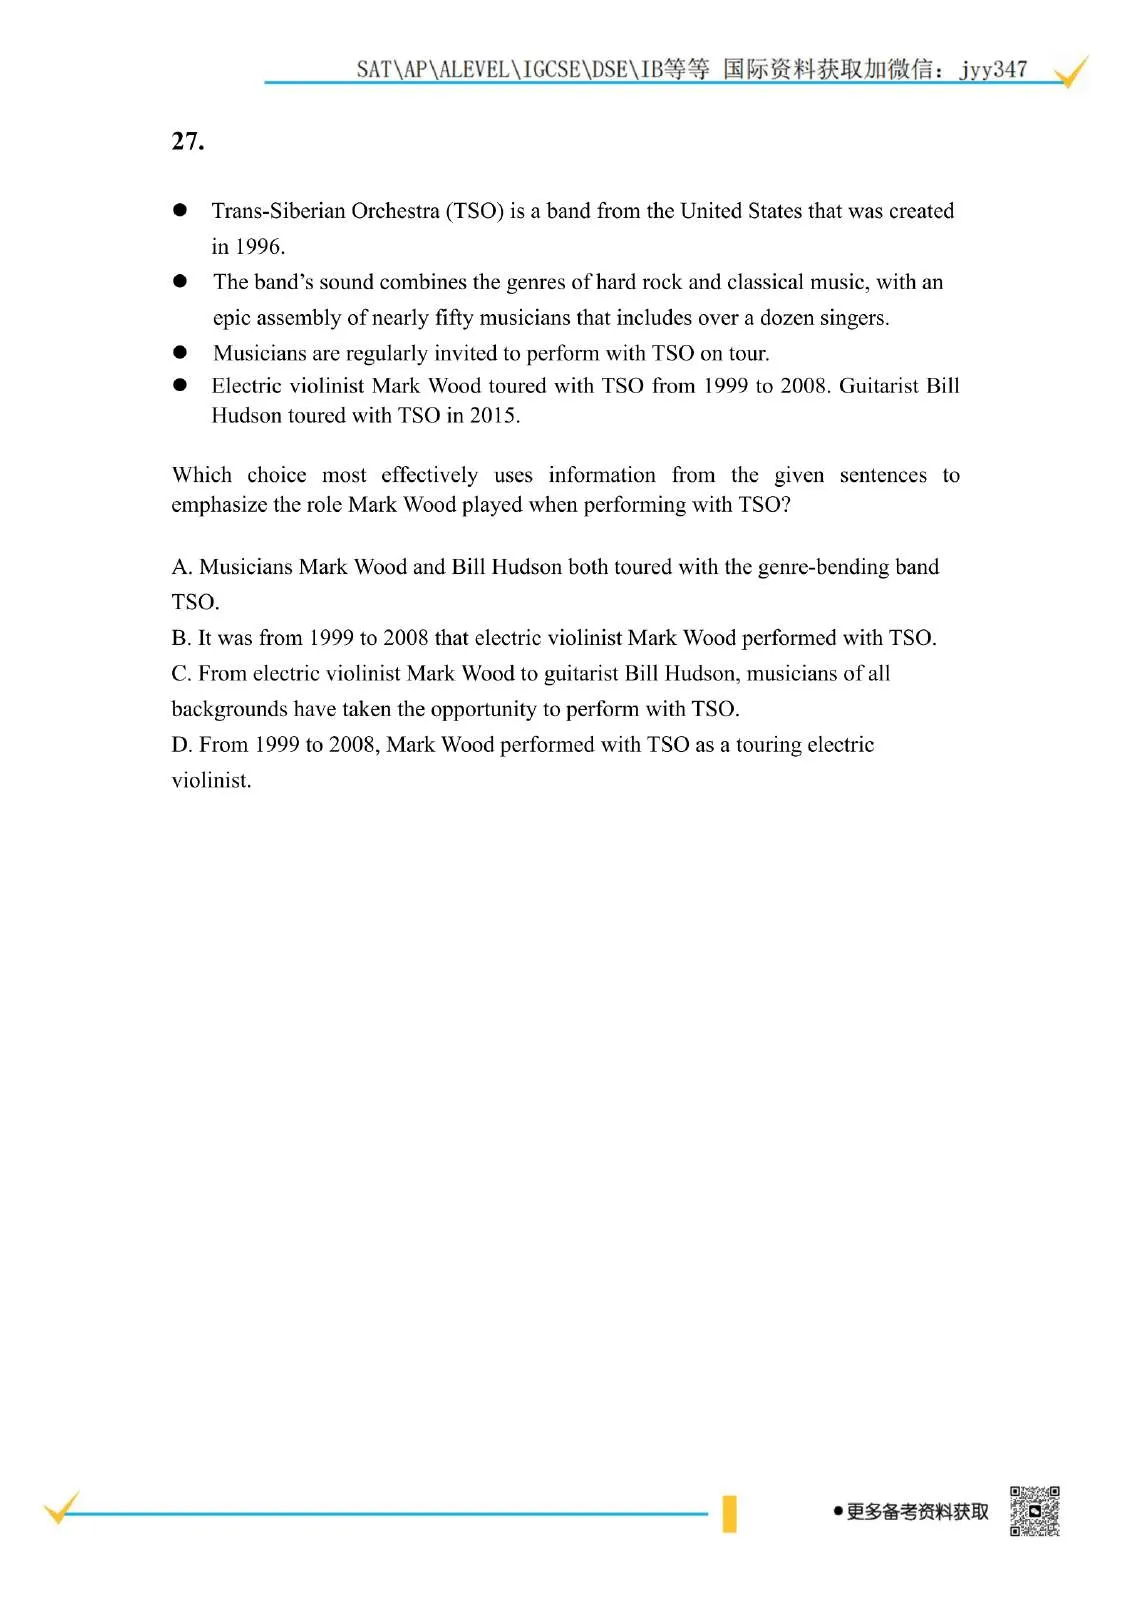 SAT\AP\ALEVEL\IGCSE\DSE\IB等等 国际资料获取加微信：jyy347
27.
● Trans-Siberian Orchestra (TSO) is a band from the United States that was created
in 1996.
● The band’s sound combines the genres of hard rock and classical music, with an
epic assembly of nearly fifty musicians that includes over a dozen singers.
● Musicians are regularly invited to perform with TSO on tour.
● Electric violinist Mark Wood toured with TSO from 1999 to 2008. Guitarist Bill
Hudson toured with TSO in 2015.
Which choice most effectively uses information from the given sentences to
emphasize the role Mark Wood played when performing with TSO?
A. Musicians Mark Wood and Bill Hudson both toured with the genre-bending band
TSO.
B. It was from 1999 to 2008 that electric violinist Mark Wood performed with TSO.
C. From electric violinist Mark Wood to guitarist Bill Hudson, musicians of all
backgrounds have taken the opportunity to perform with TSO.
D. From 1999 to 2008, Mark Wood performed with TSO as a touring electric
violinist.
●更多备考资料获取